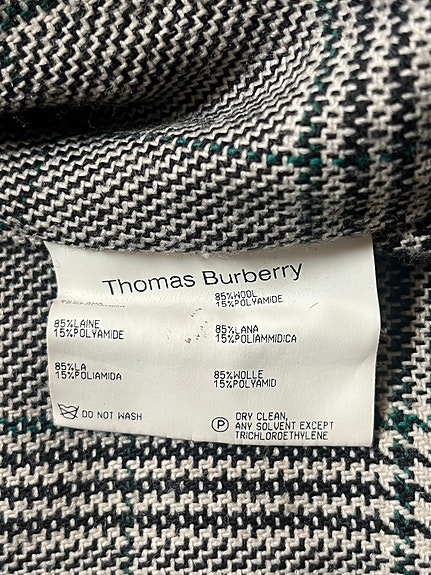 Thomas Burberry
85%WOOL
15%POLYAMIDE
85%LAINE
15%POLYAMIDE
85%LANA
15%POLIAMMIDICA
85%LA
15%POLIAMIDA
85%WOLLE
15%POLYAMID
DO NOT WASH
P DRY CLEAN,
ANY SOLVENT EXCEPT
TRICHLOROETHYLENE